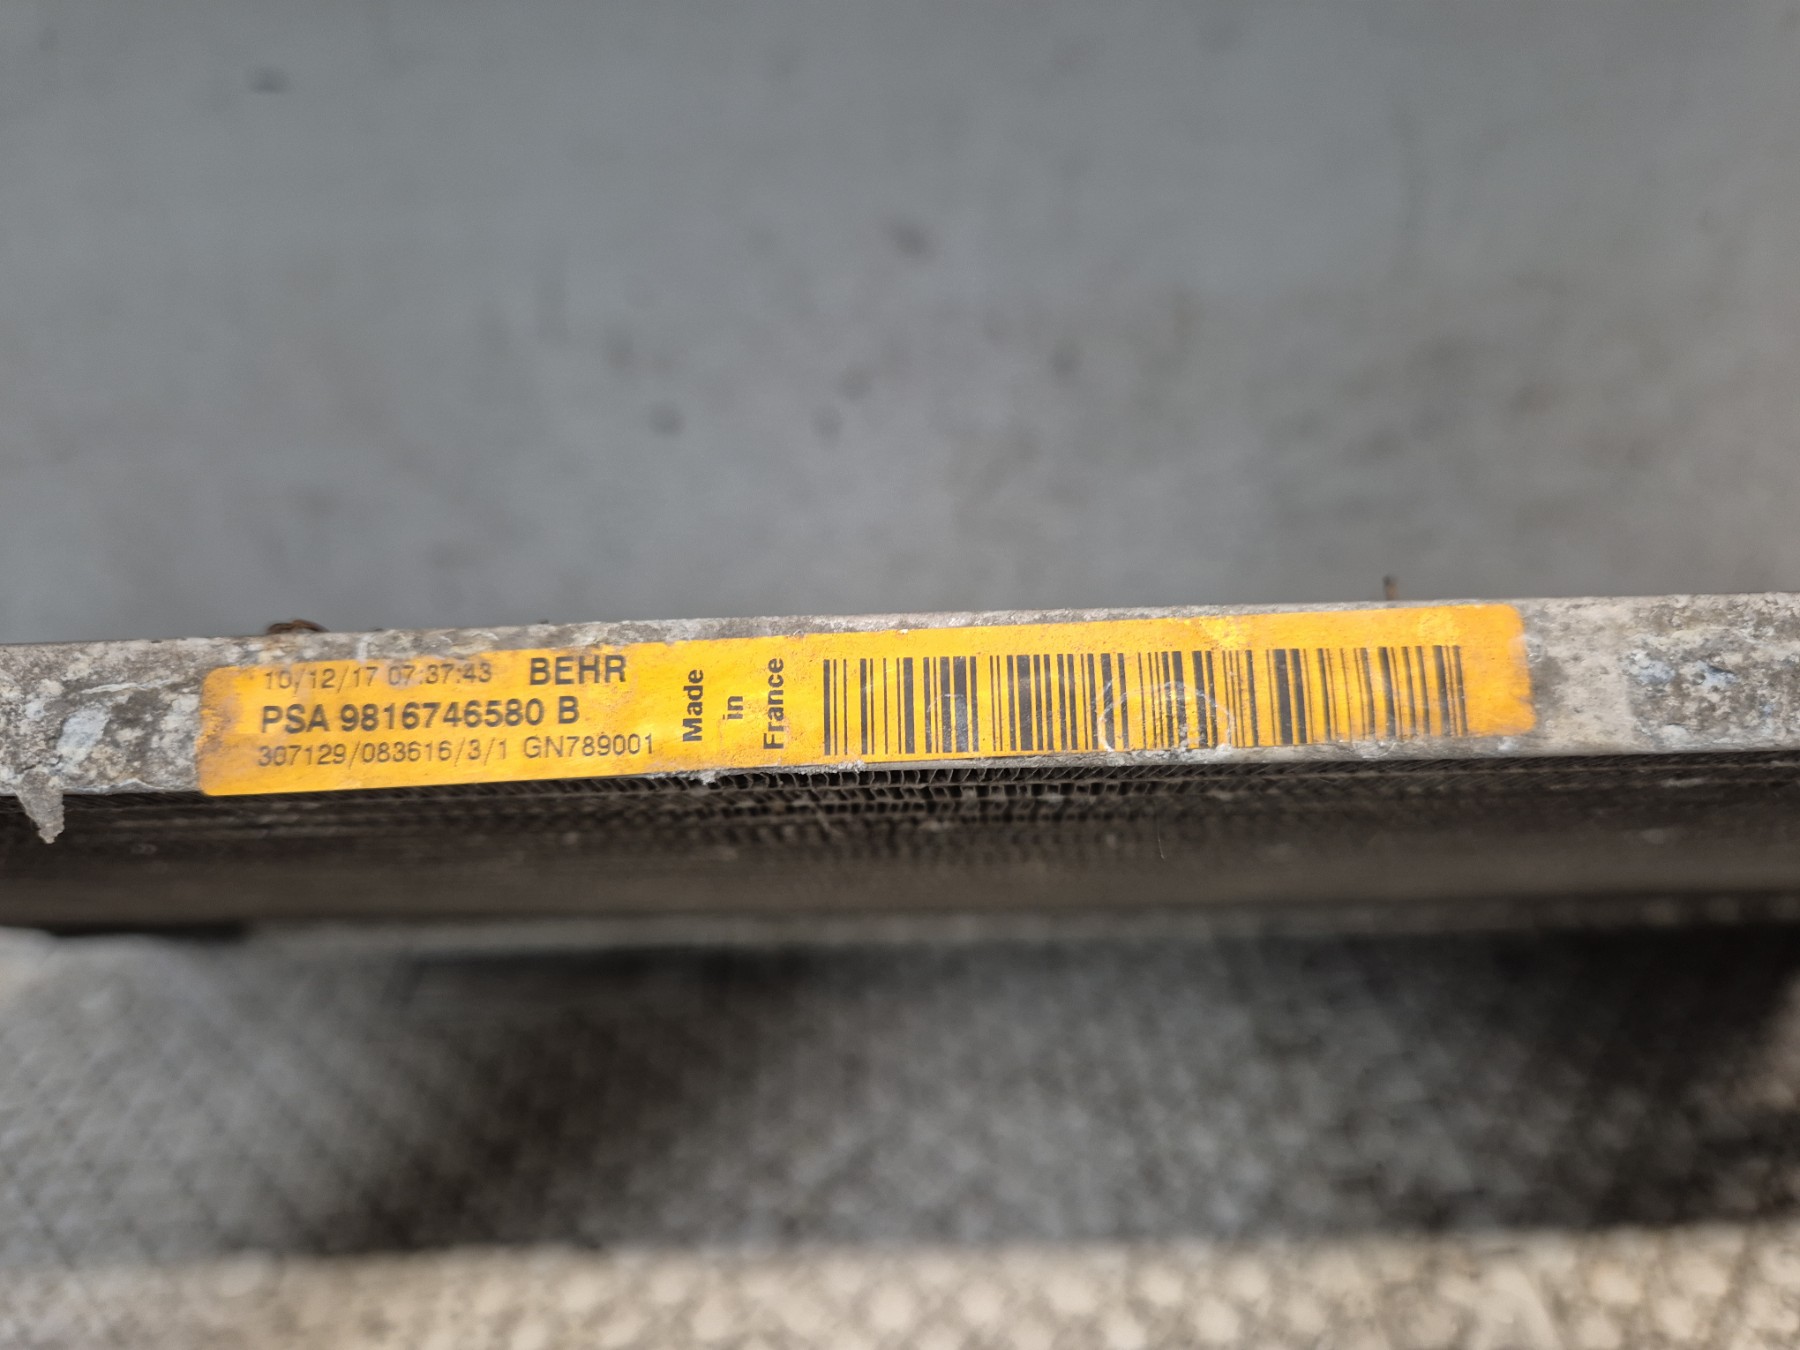 10/12/17 07:37:43 BEHR
PSA 9816746580 B
307129/083616/3/1 GN789001
Made
in
France